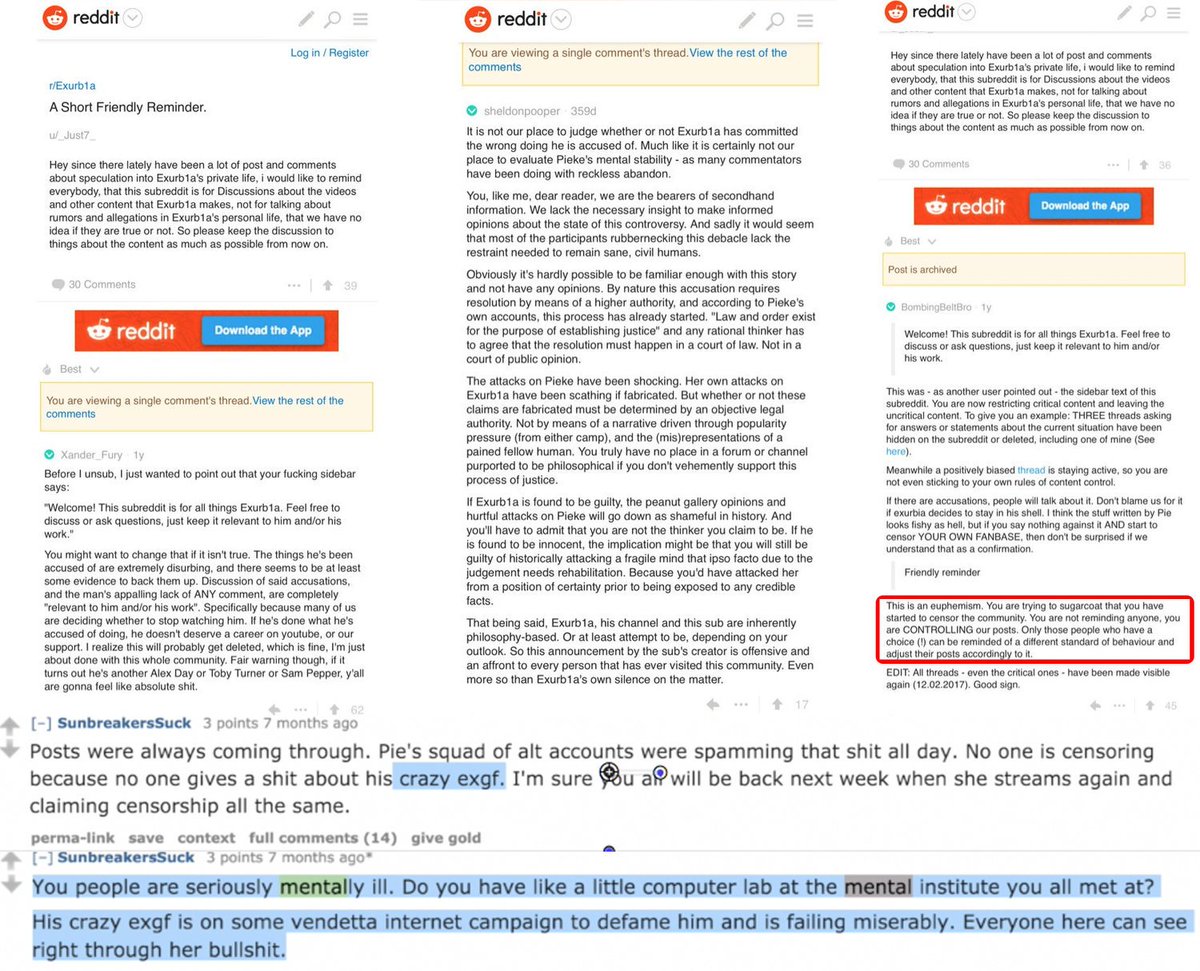 reddit
Log in / Register
r/Exurb1a
A Short Friendly Reminder.
u/_Just7_
Hey since there lately have been a lot of post and comments
about speculation into Exurb1a's private life, i would like to remind
everybody, that this subreddit is for Discussions about the videos
and other content that Exurb1a makes, not for talking about
rumors and allegations in Exurb1a's personal life, that we have no
idea if they are true or not. So please keep the discussion to
things about the content as much as possible from now on.
30 Comments
39
reddit
Download the App
Best
You are viewing a single comment's thread.View the rest of the
comments
Xander_Fury · 1y
Before I unsub, I just wanted to point out that your fucking sidebar
says:
"Welcome! This subreddit is for all things Exurb1a. Feel free to
discuss or ask questions, just keep it relevant to him and/or his
work."
You might want to change that if it isn't true. The things he's been
accused of are extremely disturbing, and there seems to be at least
some evidence to back them up. Discussion of said accusations,
and the man's appalling lack of ANY comment, are completely
"relevant to him and/or his work". Specifically because many of us
are deciding whether to stop watching him. If he's done what he's
accused of doing, he doesn't deserve a career on youtube, or our
support. I realize this will probably get deleted, which is fine, I'm just
about done with this whole community. Fair warning though, if it
turns out he's another Alex Day or Toby Turner or Sam Pepper, y'all
are gonna feel like absolute shit.
62
reddit
You are viewing a single comment's thread.View the rest of the
comments
sheldonpooper · 359d
It is not our place to judge whether or not Exurb1a has committed
the wrong doing he is accused of. Much like it is certainly not our
place to evaluate Pieke's mental stability - as many commentators
have been doing with reckless abandon.
You, like me, dear reader, we are the bearers of secondhand
information. We lack the necessary insight to make informed
opinions about the state of this controversy. And sadly it would seem
that most of the participants rubbernecking this debacle lack the
restraint needed to remain sane, civil humans.
Obviously it's hardly possible to be familiar enough with this story
and not have any opinions. By nature this accusation requires
resolution by means of a higher authority, and according to Pieke's
own accounts, this process has already started. "Law and order exist
for the purpose of establishing justice" and any rational thinker has
to agree that the resolution must happen in a court of law. Not in a
court of public opinion.
The attacks on Pieke have been shocking. Her own attacks on
Exurb1a have been scathing if fabricated. But whether or not these
claims are fabricated must be determined by an objective legal
authority. Not by means of a narrative driven through popularity
pressure (from either camp), and the (mis)representations of a
pained fellow human. You truly have no place in a forum or channel
purported to be philosophical if you don't vehemently support this
process of justice.
If Exurb1a is found to be guilty, the peanut gallery opinions and
hurtful attacks on Pieke will go down as shameful in history. And
you'll have to admit that you are not the thinker you claim to be. If he
is found to be innocent, the implication might be that you will still be
guilty of historically attacking a fragile mind that ipso facto due to the
judgement needs rehabilitation. Because you'd have attacked her
from a position of certainty prior to being exposed to any credible
facts.
That being said, Exurb1a, his channel and this sub are inherently
philosophy-based. Or at least attempt to be, depending on your
outlook. So this announcement by the sub's creator is offensive and
an affront to every person that has ever visited this community. Even
more so than Exurb1a's own silence on the matter.
17
reddit
Hey since there lately have been a lot of post and comments
about speculation into Exurb1a's private life, i would like to remind
everybody, that this subreddit is for Discussions about the videos
and other content that Exurb1a makes, not for talking about
rumors and allegations in Exurb1a's personal life, that we have no
idea if they are true or not. So please keep the discussion to
things about the content as much as possible from now on.
30 Comments
36
reddit
Download the App
Best
Post is archived
BombingBeltBro · 1y
Welcome! This subreddit is for all things Exurb1a. Feel free to
discuss or ask questions, just keep it relevant to him and/or
his work.
This was - as another user pointed out - the sidebar text of this
subreddit. You are now restricting critical content and leaving the
uncritical content. To give you an example: THREE threads asking
for answers or statements about the current situation have been
hidden on the subreddit or deleted, including one of mine (See
here).
Meanwhile a positively biased thread is staying active, so you are
not even sticking to your own rules of content control.
If there are accusations, people will talk about it. Don't blame us for it
if exurbia decides to stay in his shell. I think the stuff written by Pie
looks fishy as hell, but if you say nothing against it AND start to
censor YOUR OWN FANBASE, then don't be surprised if we
understand that as a confirmation.
Friendly reminder
This is an euphemism. You are trying to sugarcoat that you have
started to censor the community. You are not reminding anyone, you
are CONTROLLING our posts. Only those people who have a
choice (!) can be reminded of a different standard of behaviour and
adjust their posts accordingly to it.
EDIT: All threads - even the critical ones - have been made visible
again (12.02.2017). Good sign.
45
[–] SunbreakersSuck 3 points 7 months ago
Posts were always coming through. Pie's squad of alt accounts were spamming that shit all day. No one is censoring
because no one gives a shit about his crazy exgf. I'm sure you all will be back next week when she streams again and
claiming censorship all the same.
perma-link save context full comments (14) give gold
[–] SunbreakersSuck 3 points 7 months ago*
You people are seriously mentally ill. Do you have like a little computer lab at the mental institute you all met at?
His crazy exgf is on some vendetta internet campaign to defame him and is failing miserably. Everyone here can see
right through her bullshit.